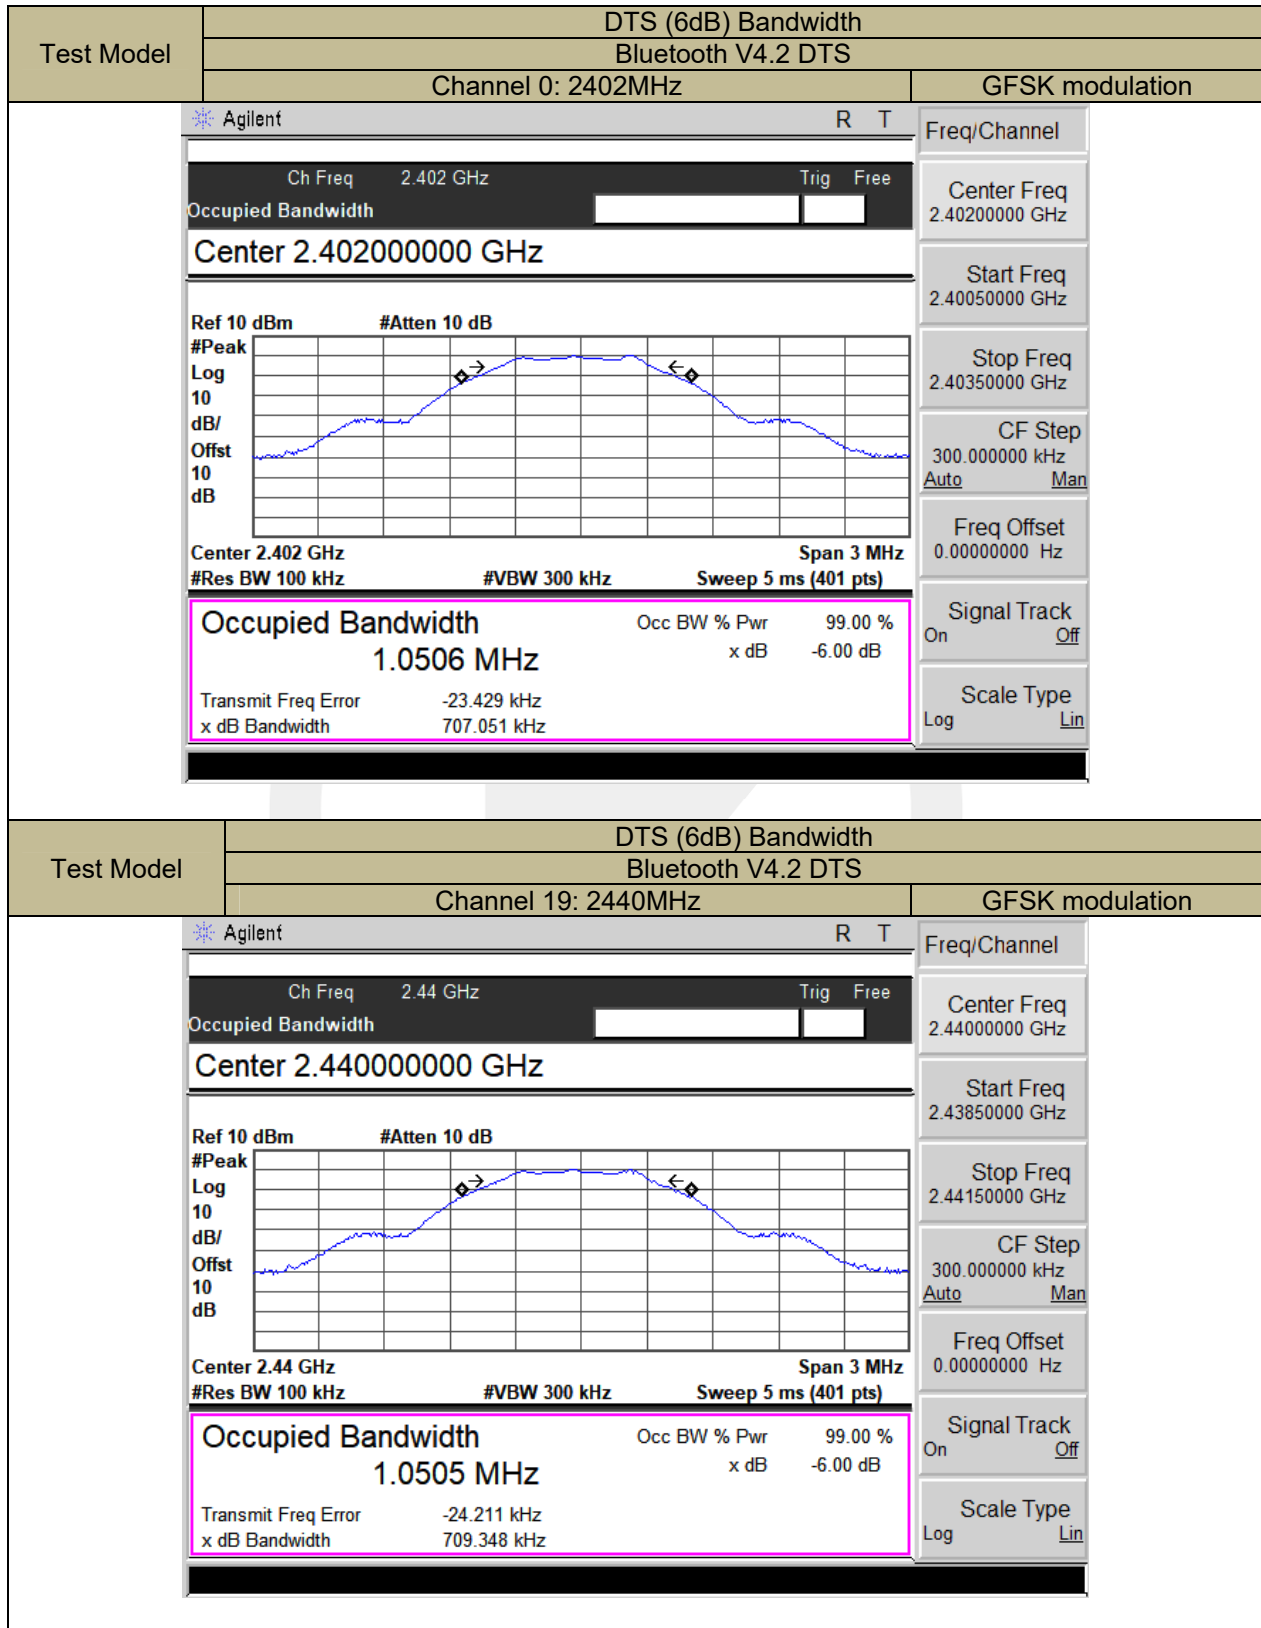 Test Model
DTS (6dB) Bandwidth
Bluetooth V4.2 DTS
Channel 0: 2402MHz GFSK modulation
Agilent R T
Freq/Channel
Ch Freq 2.402 GHz Trig Free
Occupied Bandwidth
Center 2.402000000 GHz
Center Freq
2.40200000 GHz
Start Freq
2.40050000 GHz
Stop Freq
2.40350000 GHz
CF Step
300.000000 kHz
Auto Man
Freq Offset
0.00000000 Hz
Signal Track
On Off
Scale Type
Log Lin
Ref 10 dBm #Atten 10 dB
#Peak
Log
10
dB/
Offst
10
dB
Center 2.402 GHz Span 3 MHz
#Res BW 100 kHz #VBW 300 kHz Sweep 5 ms (401 pts)
Occupied Bandwidth
1.0506 MHz
Occ BW % Pwr 99.00 %
x dB -6.00 dB
Transmit Freq Error -23.429 kHz
x dB Bandwidth 707.051 kHz
Test Model
DTS (6dB) Bandwidth
Bluetooth V4.2 DTS
Channel 19: 2440MHz GFSK modulation
Agilent R T
Freq/Channel
Ch Freq 2.44 GHz Trig Free
Occupied Bandwidth
Center 2.440000000 GHz
Center Freq
2.44000000 GHz
Start Freq
2.43850000 GHz
Stop Freq
2.44150000 GHz
CF Step
300.000000 kHz
Auto Man
Freq Offset
0.00000000 Hz
Signal Track
On Off
Scale Type
Log Lin
Ref 10 dBm #Atten 10 dB
#Peak
Log
10
dB/
Offst
10
dB
Center 2.44 GHz Span 3 MHz
#Res BW 100 kHz #VBW 300 kHz Sweep 5 ms (401 pts)
Occupied Bandwidth
1.0505 MHz
Occ BW % Pwr 99.00 %
x dB -6.00 dB
Transmit Freq Error -24.211 kHz
x dB Bandwidth 709.348 kHz